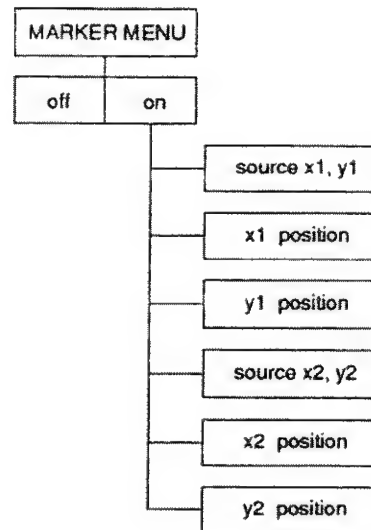 MARKER MENU
off on
source x1, y1
x1 position
y1 position
source x2, y2
x2 position
y2 position